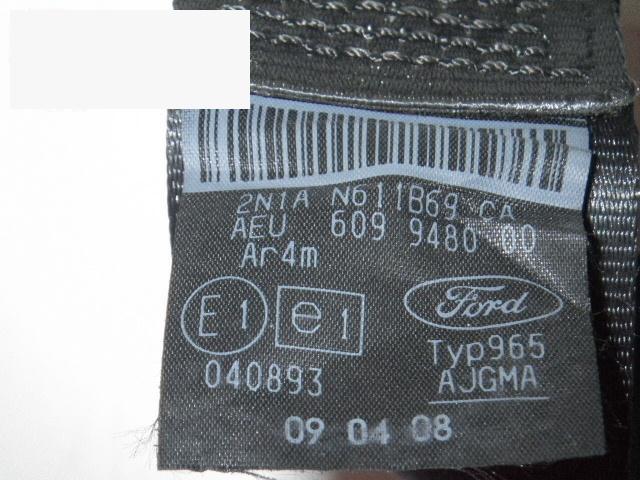 2N1A N611B69 CA
AEU 609 9480 00
Ar4m
E1 e1 Ford
040893 Typ965
AJGMA
09 04 08